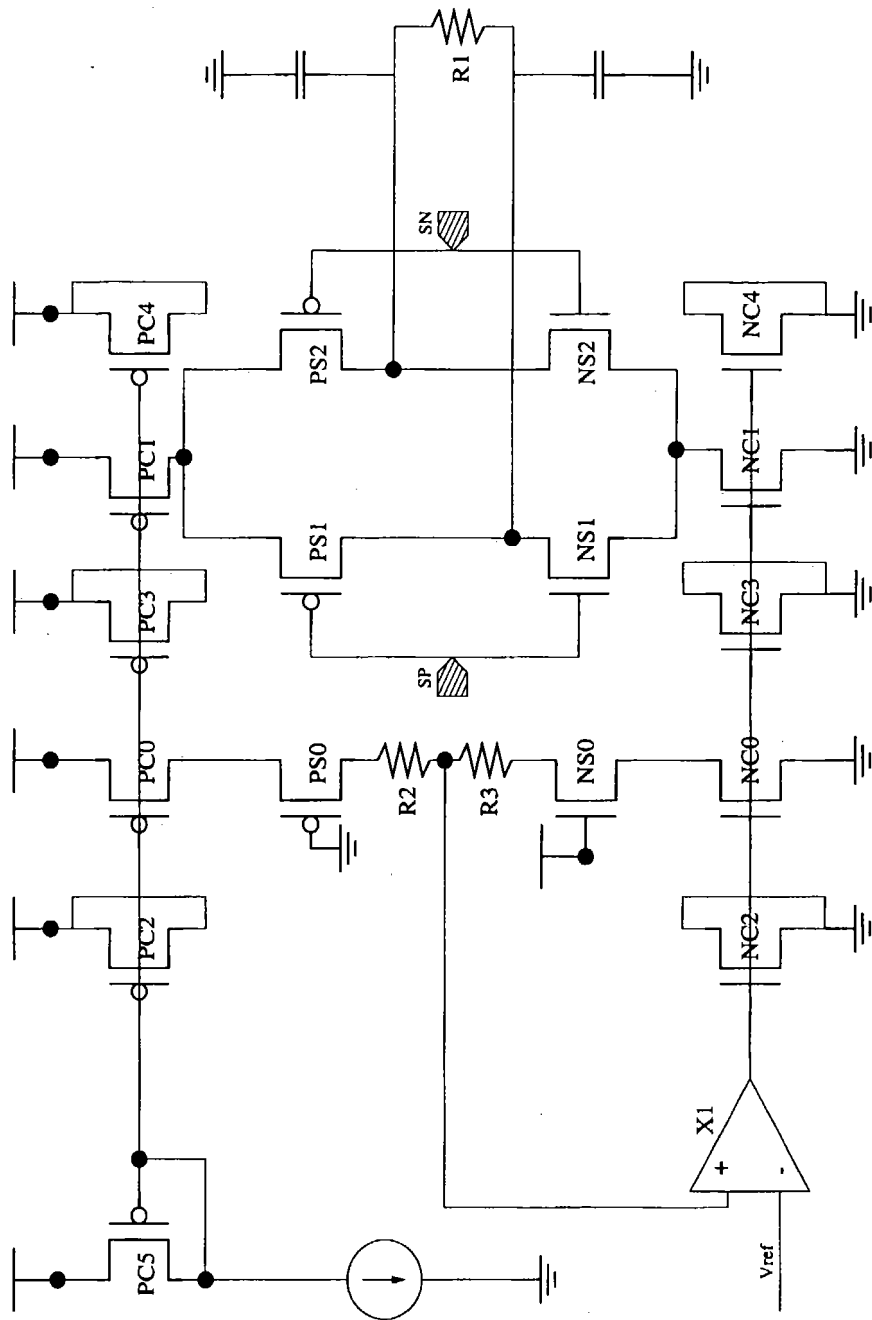 R1
SN
PC4
PS2
NS2
NC4
PC1
NC1
PS1
NS1
PC3
NC3
SP
PC0
PS0
R2
R3
NS0
NC0
PC2
NC2
X1
+
-
PC5
Vref